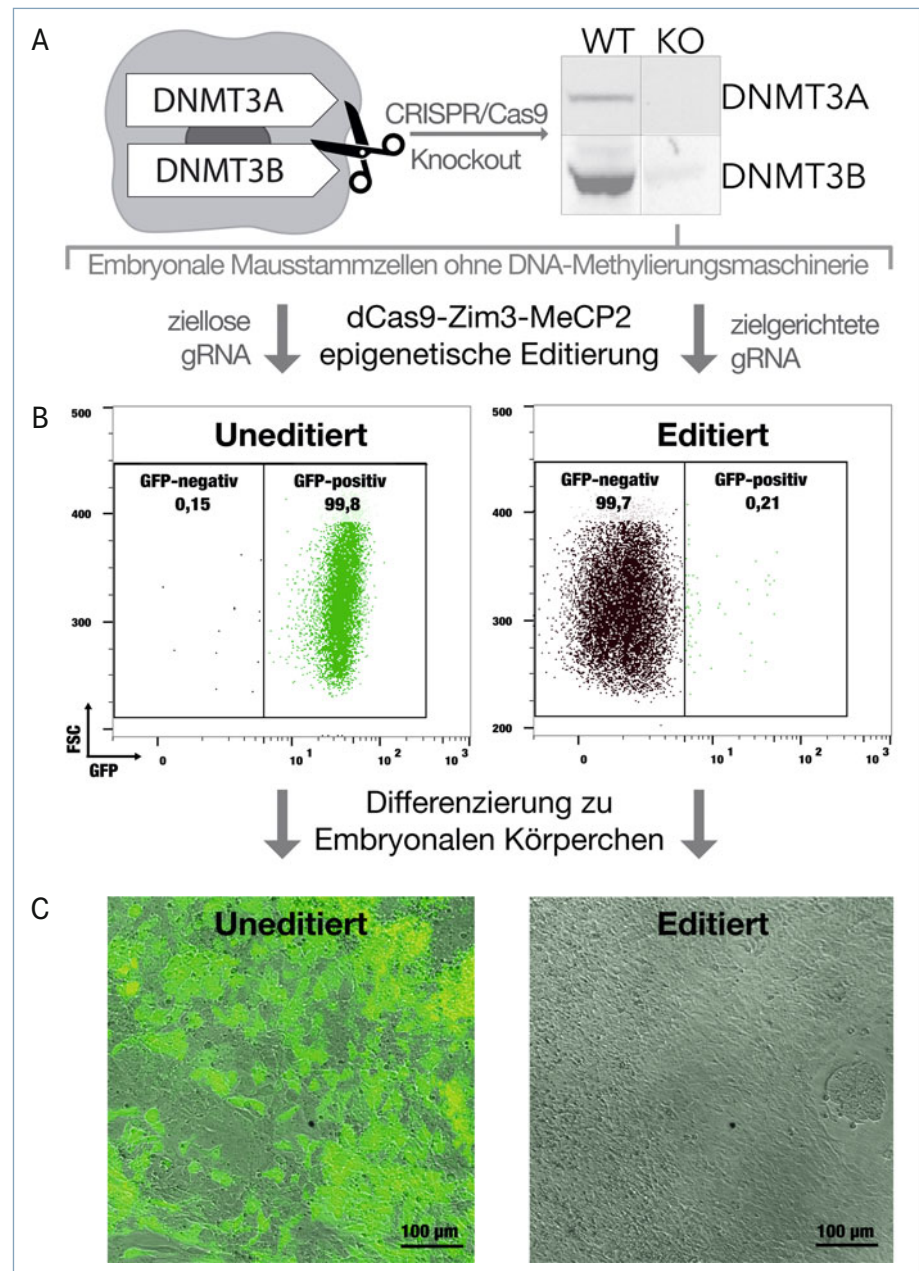 A
WT KO
DNMT3A
DNMT3B
CRISPR/Cas9
Knockout
DNMT3A
DNMT3B
Embryonale Mausstammzellen ohne DNA-Methylierungsmaschinerie
ziellose
gRNA
dCas9-Zim3-MeCP2
epigenetische Editierung
zielgerichtete
gRNA
B
Uneditiert
GFP-negativ
0,15
GFP-positiv
99,8
500
400
300
FSC
GFP
0
10¹
10²
10³
Editiert
GFP-negativ
99,7
GFP-positiv
0,21
500
400
300
200
0
10¹
10²
10³
Differenzierung zu
Embryonalen Körperchen
C
Uneditiert
100 µm
Editiert
100 µm